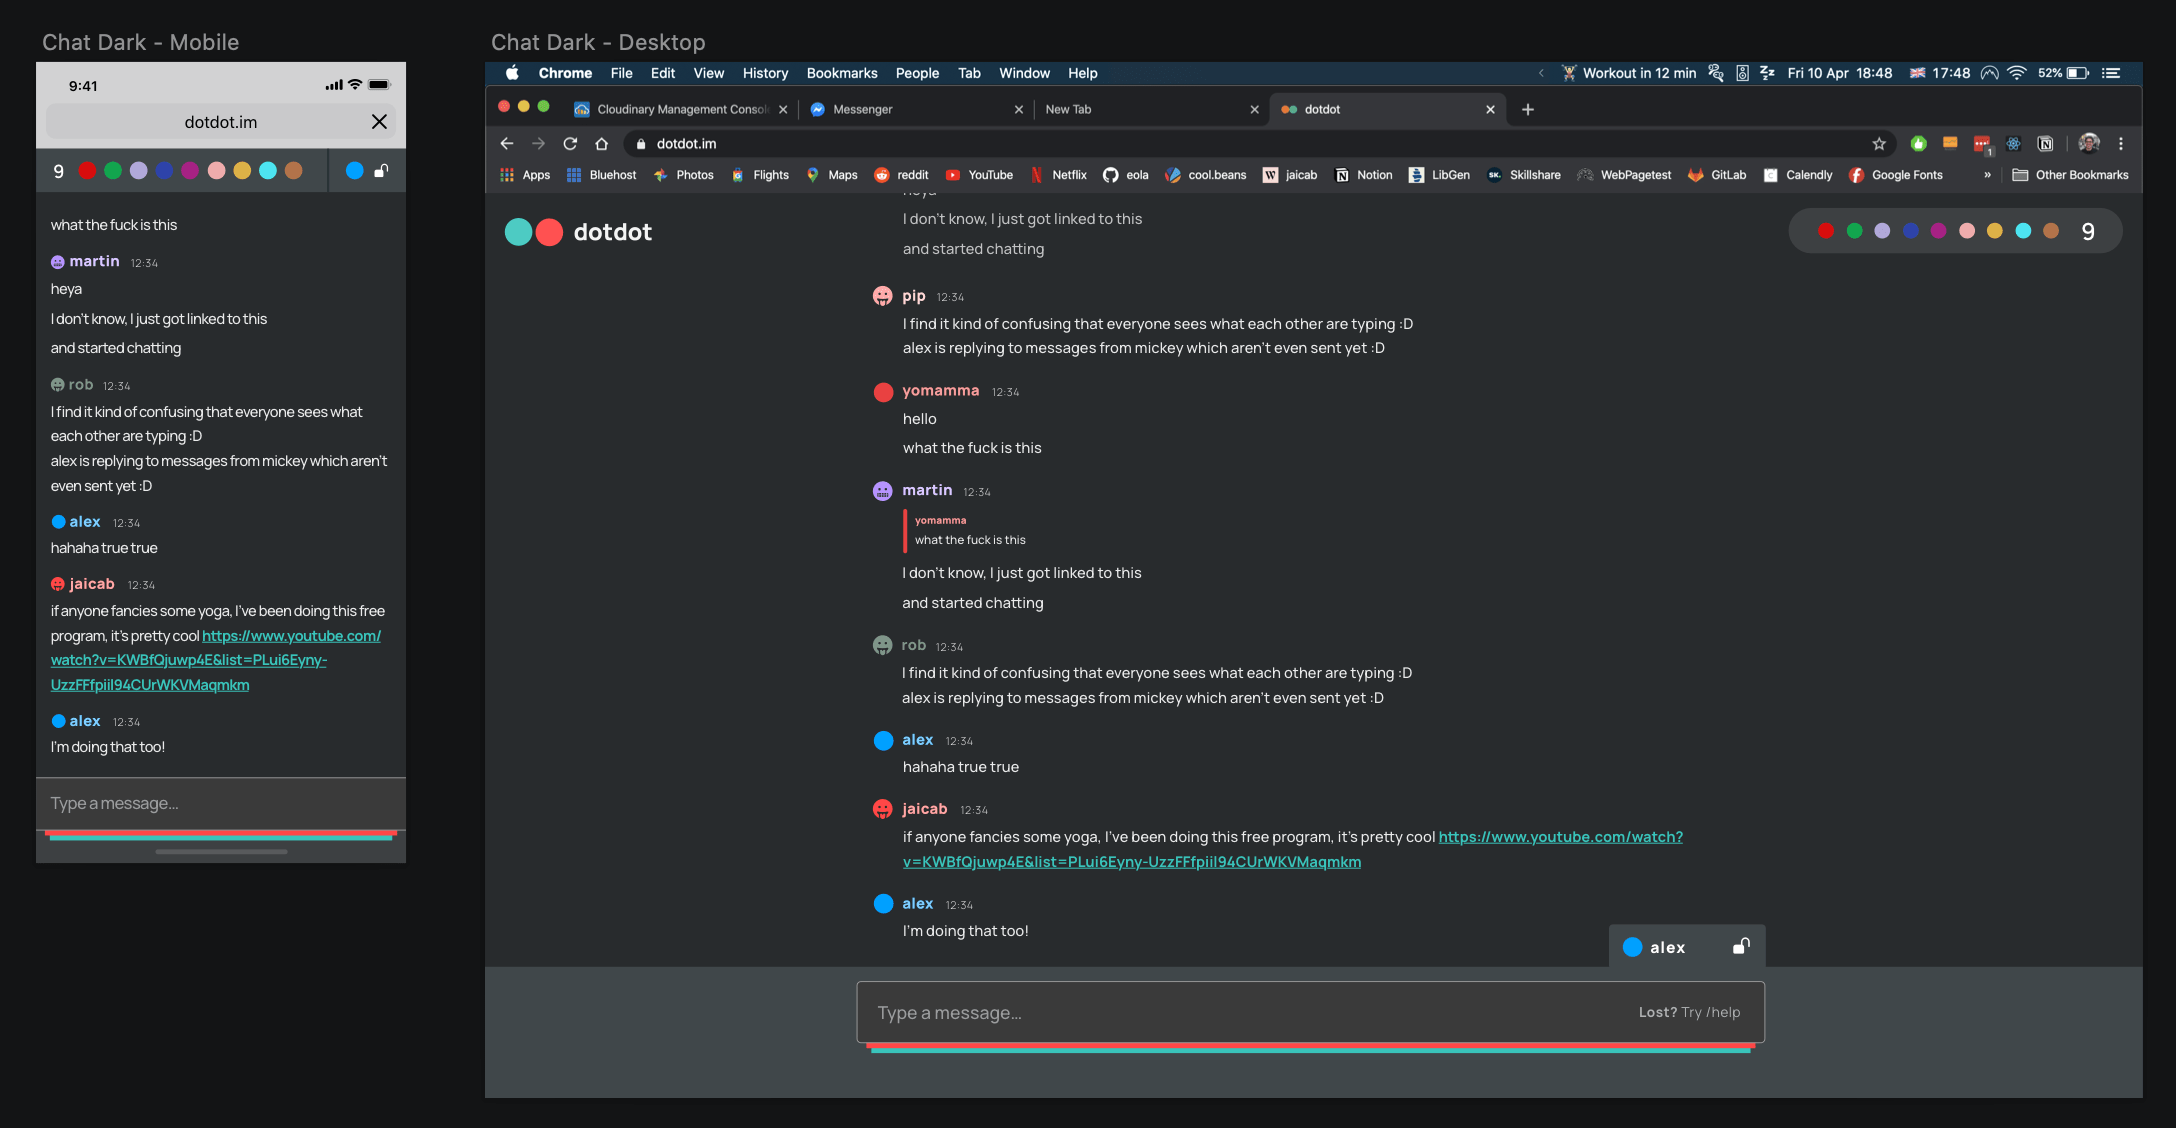 Chat Dark - Mobile
9:41
dotdot.im
9
what the fuck is this
martin 12:34
heya
I don't know, I just got linked to this
and started chatting
rob 12:34
I find it kind of confusing that everyone sees what
each other are typing :D
alex is replying to messages from mickey which aren't
even sent yet :D
alex 12:34
hahaha true true
jaicab 12:34
if anyone fancies some yoga, I've been doing this free
program, it's pretty cool https://www.youtube.com/
watch?v=KWBfQjuwp4E&list=PLui6Eyny-
UzzFFfpiil94CUrWKVMaqmkm
alex 12:34
I'm doing that too!
Type a message...
Chat Dark - Desktop
Chrome File Edit View History Bookmarks People Tab Window Help Workout in 12 min Fri 10 Apr 18:48 17:48 52%
Cloudinary Management Consol Messenger New Tab dotdot
dotdot.im 1
Apps Bluehost Photos Flights Maps reddit YouTube Netflix eola cool.beans jaicab Notion LibGen SK. Skillshare WebPagetest GitLab Calendly Google Fonts » Other Bookmarks
dotdot
9
heya
I don't know, I just got linked to this
and started chatting
pip 12:34
I find it kind of confusing that everyone sees what each other are typing :D
alex is replying to messages from mickey which aren't even sent yet :D
yomamma 12:34
hello
what the fuck is this
martin 12:34
yomamma
what the fuck is this
I don't know, I just got linked to this
and started chatting
rob 12:34
I find it kind of confusing that everyone sees what each other are typing :D
alex is replying to messages from mickey which aren't even sent yet :D
alex 12:34
hahaha true true
jaicab 12:34
if anyone fancies some yoga, I've been doing this free program, it's pretty cool https://www.youtube.com/watch?
v=KWBfQjuwp4E&list=PLui6Eyny-UzzFFfpiil94CUrWKVMaqmkm
alex 12:34
I'm doing that too!
alex
Type a message...
Lost? Try /help